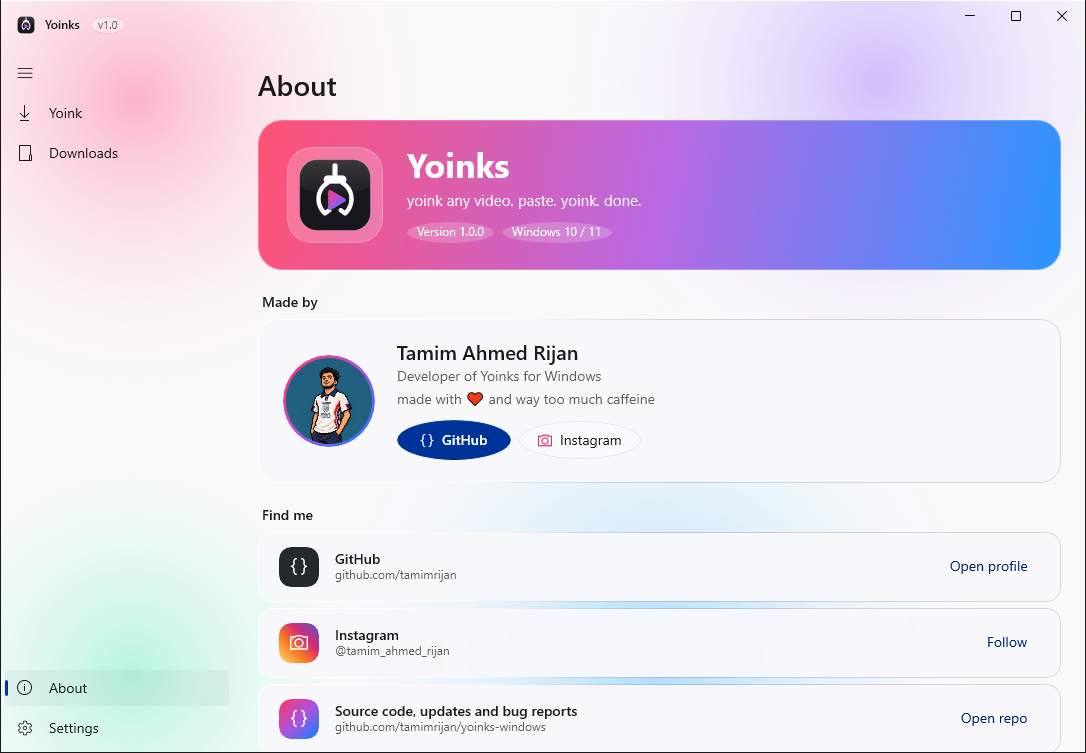 Yoinks v1.0
Yoink
Downloads
About
Yoinks
yoink any video. paste. yoink. done.
Version 1.0.0 Windows 10 / 11
Made by
Tamim Ahmed Rijan
Developer of Yoinks for Windows
made with ❤️ and way too much caffeine
{} GitHub Instagram
Find me
{} GitHub
github.com/tamimrijan
Open profile
Instagram
@tamim_ahmed_rijan
Follow
{} Source code, updates and bug reports
github.com/tamimrijan/yoinks-windows
Open repo
About
Settings